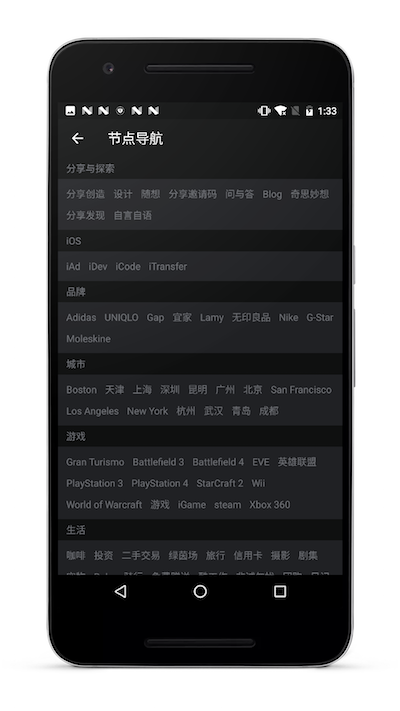 1:33
节点导航
分享与探索
分享创造 设计 随想 分享邀请码 问与答 Blog 奇思妙想
分享发现 自言自语
iOS
iAd iDev iCode iTransfer
品牌
Adidas UNIQLO Gap 宜家 Lamy 无印良品 Nike G-Star
Moleskine
城市
Boston 天津 上海 深圳 昆明 广州 北京 San Francisco
Los Angeles New York 杭州 武汉 青岛 成都
游戏
Gran Turismo Battlefield 3 Battlefield 4 EVE 英雄联盟
PlayStation 3 PlayStation 4 StarCraft 2 Wii
World of Warcraft 游戏 iGame steam Xbox 360
生活
咖啡 投资 二手交易 绿茵场 旅行 信用卡 摄影 剧集